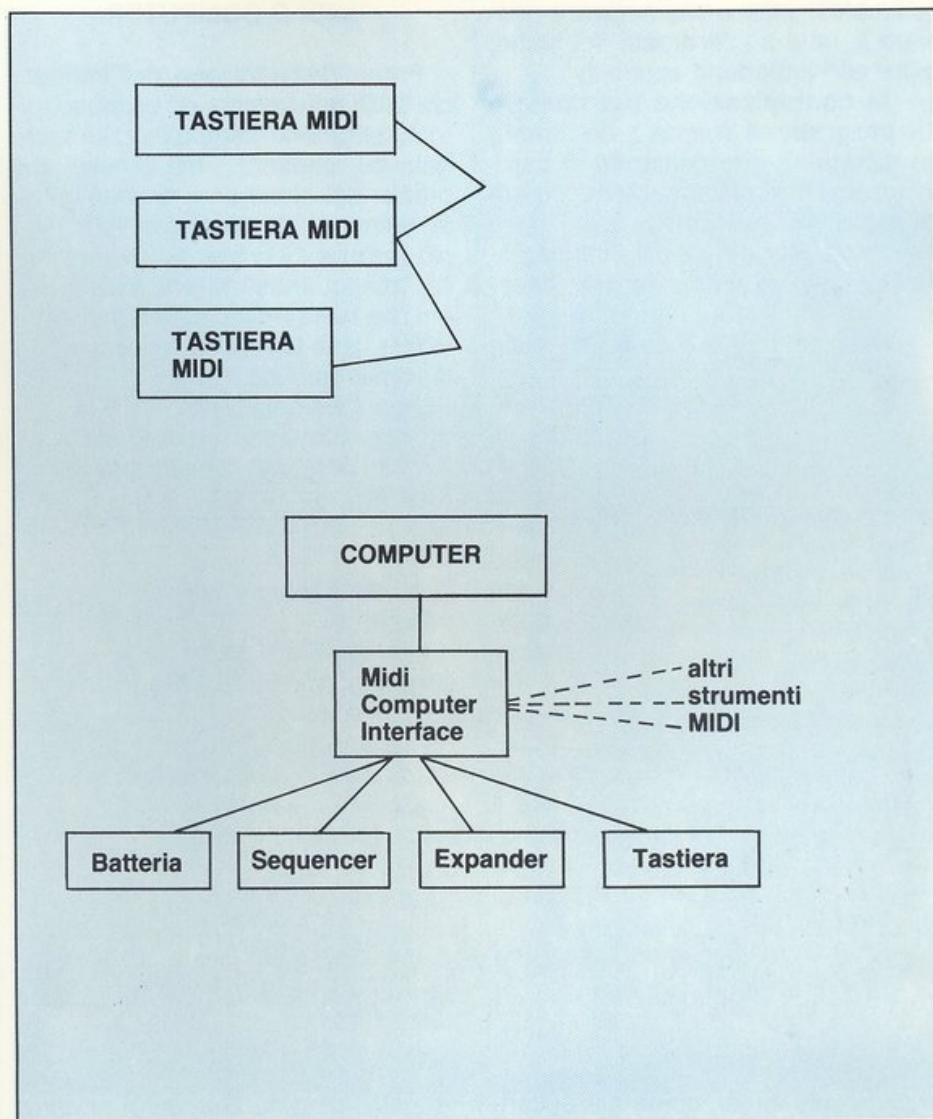 TASTIERA MIDI
TASTIERA MIDI
TASTIERA
MIDI
COMPUTER
Midi
Computer
Interface
altri
strumenti
MIDI
Batteria
Sequencer
Expander
Tastiera